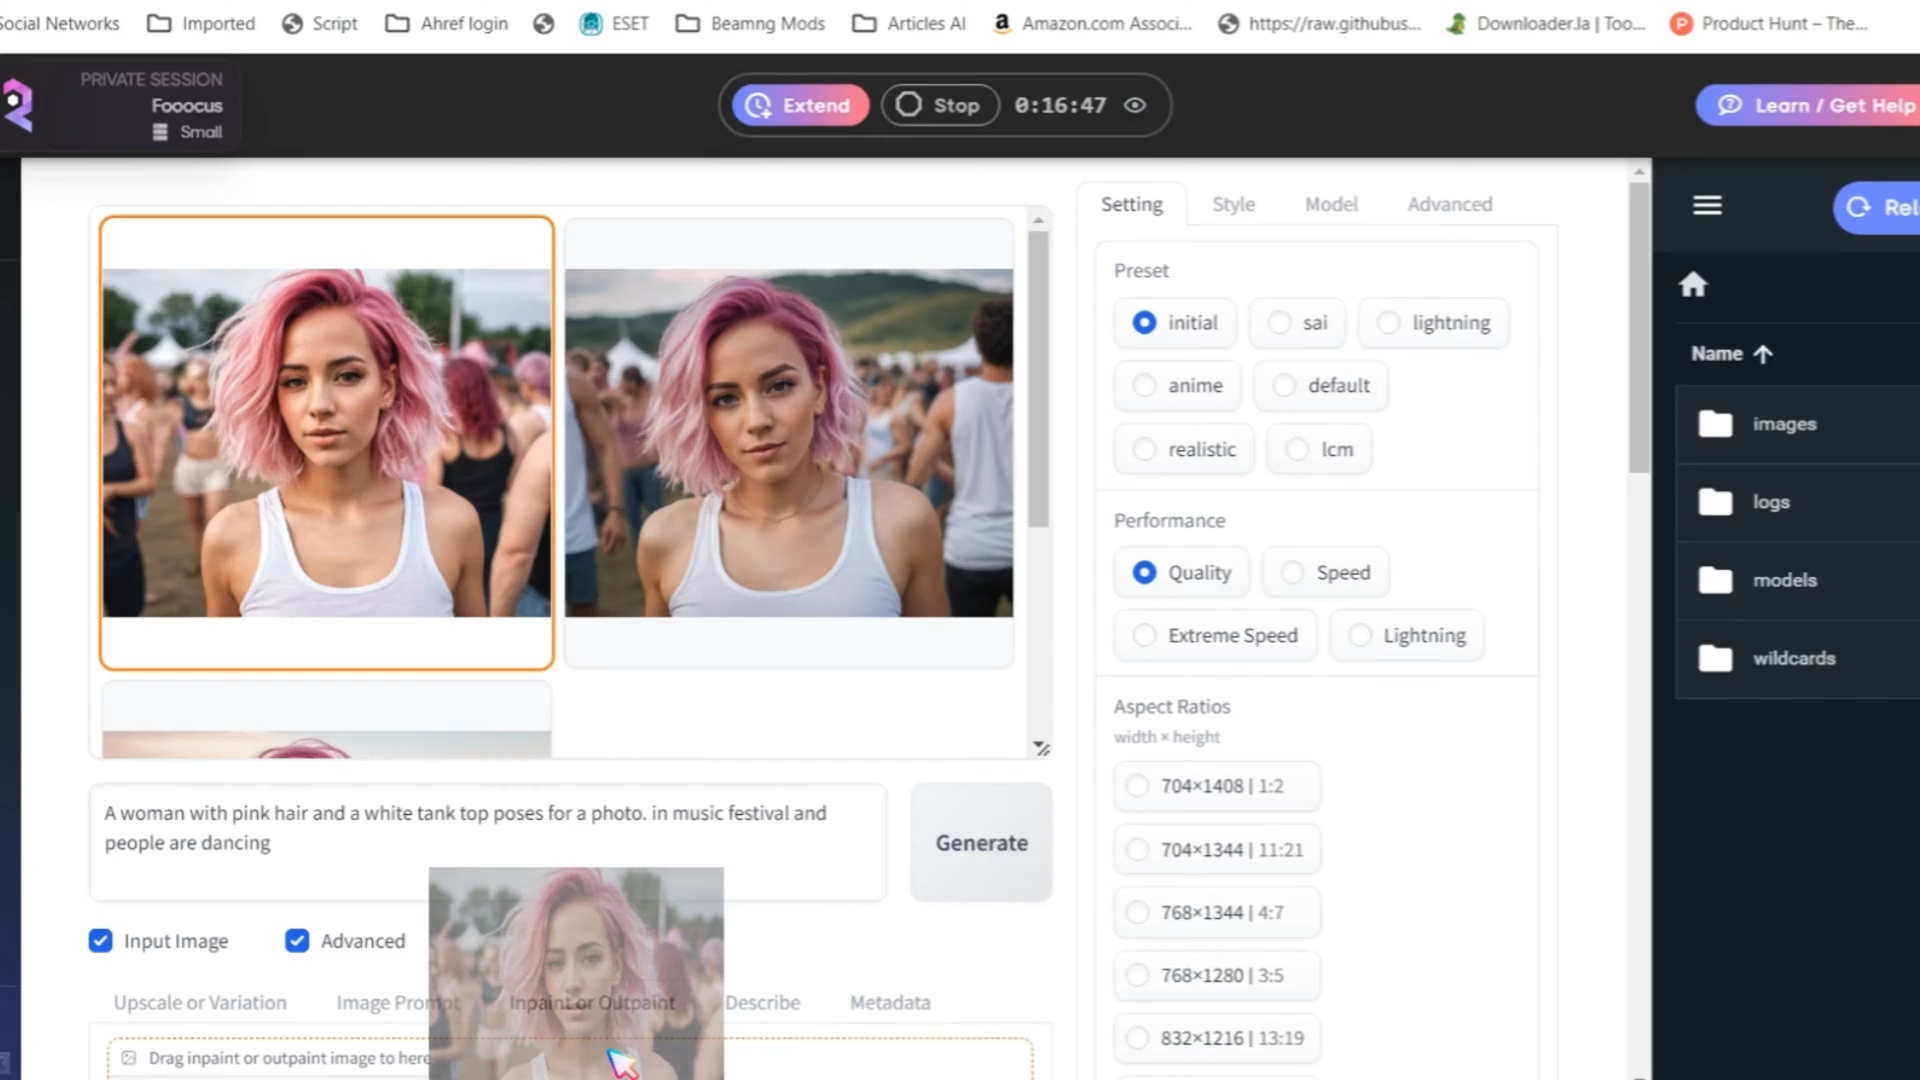 Social Networks Imported Script Ahref login ESET Beamng Mods Articles AI Amazon.com Associ... https://raw.githubus... Downloader.la | Too... Product Hunt – The...
PRIVATE SESSION
Fooocus
Small
Extend Stop 0:16:47
Learn / Get Help
Setting Style Model Advanced
Preset
initial sai lightning
anime default
realistic lcm
Performance
Quality Speed
Extreme Speed Lightning
Aspect Ratios
width × height
704×1408 | 1:2
704×1344 | 11:21
768×1344 | 4:7
768×1280 | 3:5
832×1216 | 13:19
A woman with pink hair and a white tank top poses for a photo. in music festival and
people are dancing
Generate
Input Image Advanced
Upscale or Variation Image Prompt Inpaint or Outpaint Describe Metadata
Drag inpaint or outpaint image to here
Name
images
logs
models
wildcards